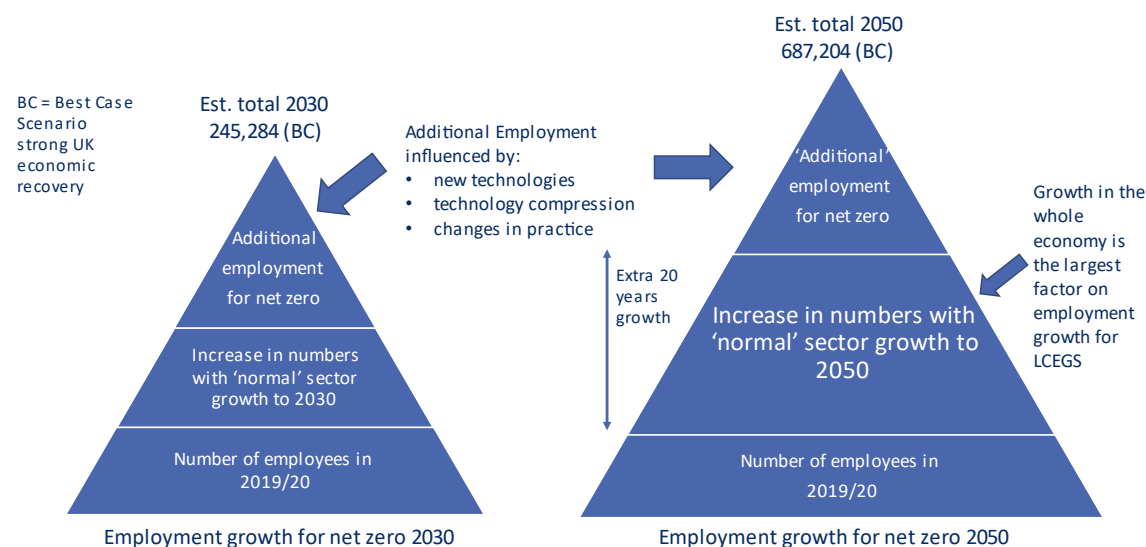 BC = Best Case
Scenario
strong UK
economic
recovery
Est. total 2030
245,284 (BC)
Additional
employment
for net zero
Increase in numbers
with ‘normal’ sector
growth to 2030
Number of employees in
2019/20
Employment growth for net zero 2030
Additional Employment
influenced by:
• new technologies
• technology compression
• changes in practice
Extra 20
years
growth
Est. total 2050
687,204 (BC)
‘Additional’
employment
for net zero
Increase in numbers with
‘normal’ sector growth to
2050
Number of employees in
2019/20
Employment growth for net zero 2050
Growth in the
whole
economy is
the largest
factor on
employment
growth for
LCEGS